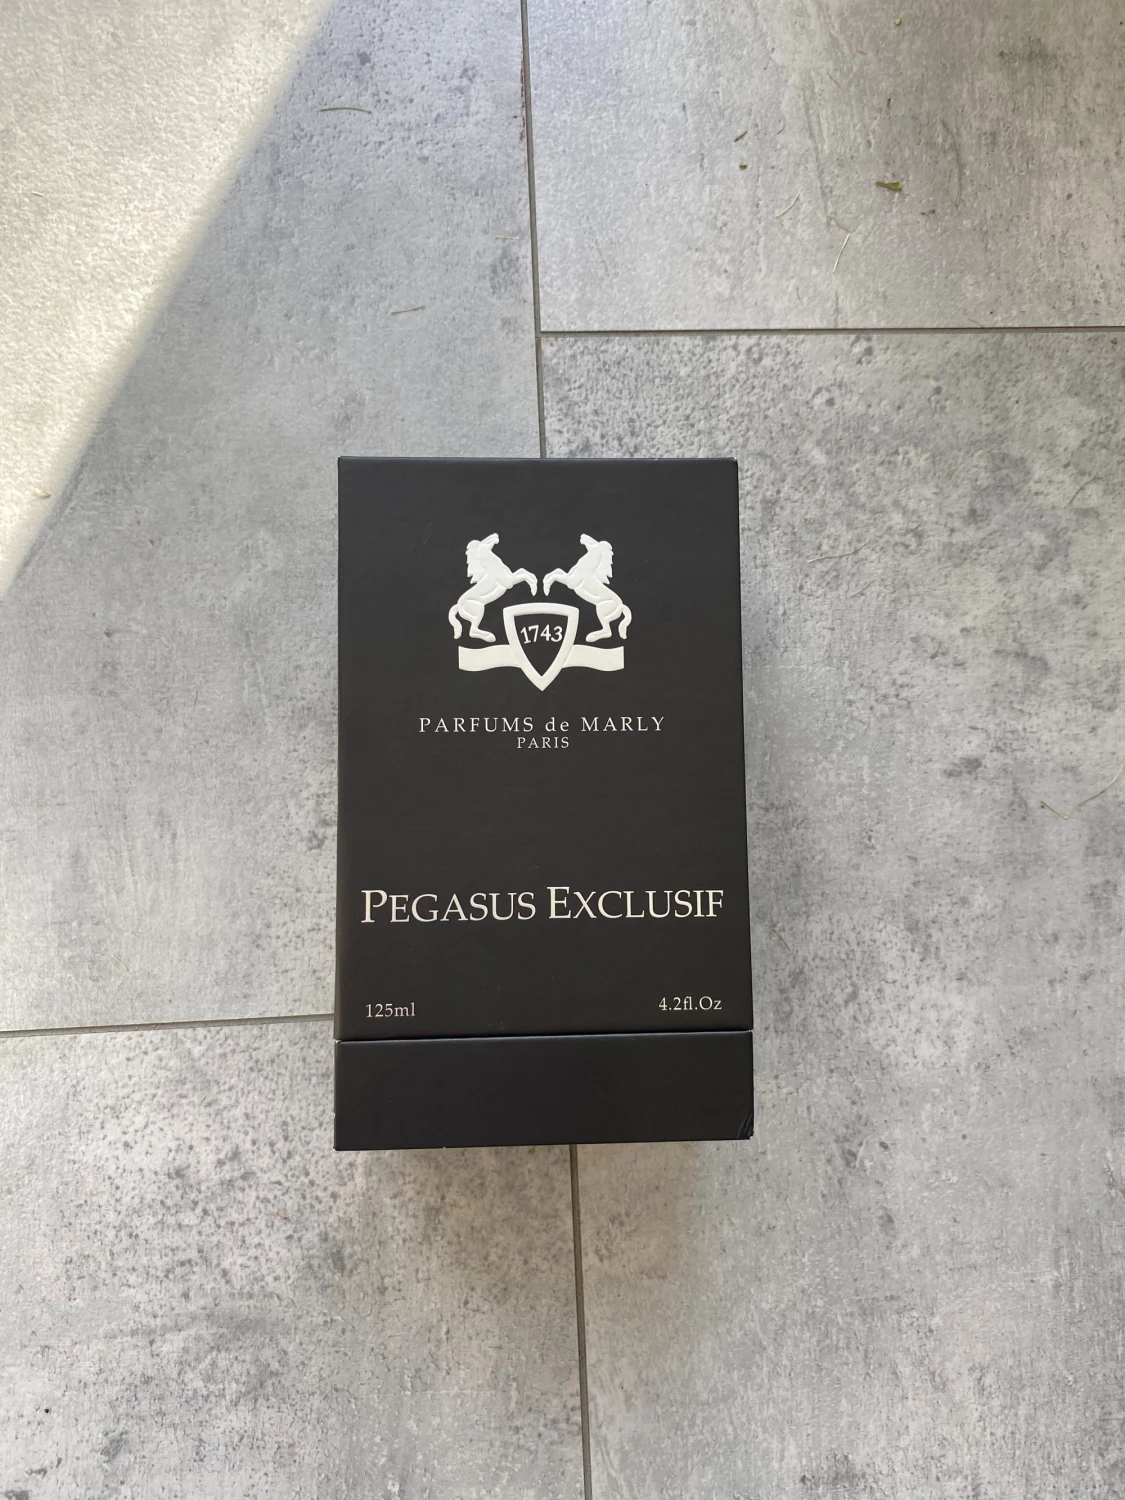 1743
PARFUMS de MARLY
PARIS
PEGASUS EXCLUSIF
125ml 4.2fl.Oz